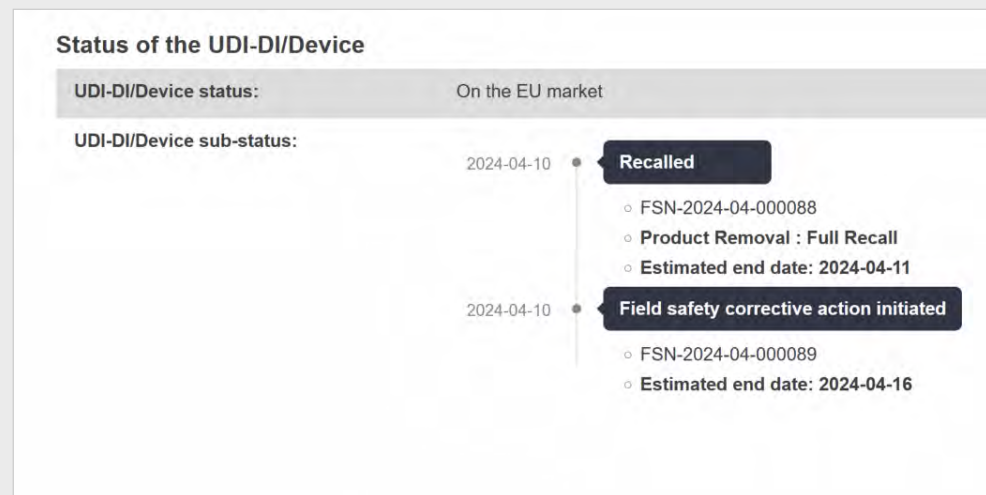 Status of the UDI-DI/Device
UDI-DI/Device status: On the EU market
UDI-DI/Device sub-status:
2024-04-10 Recalled
FSN-2024-04-000088
Product Removal : Full Recall
Estimated end date: 2024-04-11
2024-04-10 Field safety corrective action initiated
FSN-2024-04-000089
Estimated end date: 2024-04-16